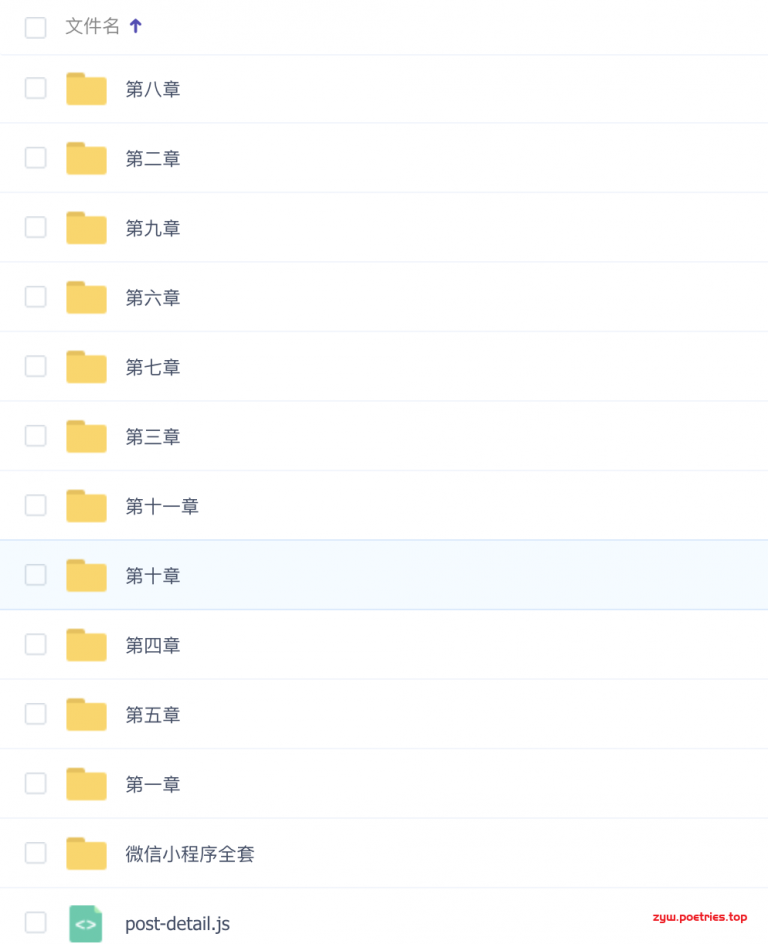 文件名
第八章
第二章
第九章
第六章
第七章
第三章
第十一章
第十章
第四章
第五章
第一章
微信小程序全套
post-detail.js
zyw.poetries.top